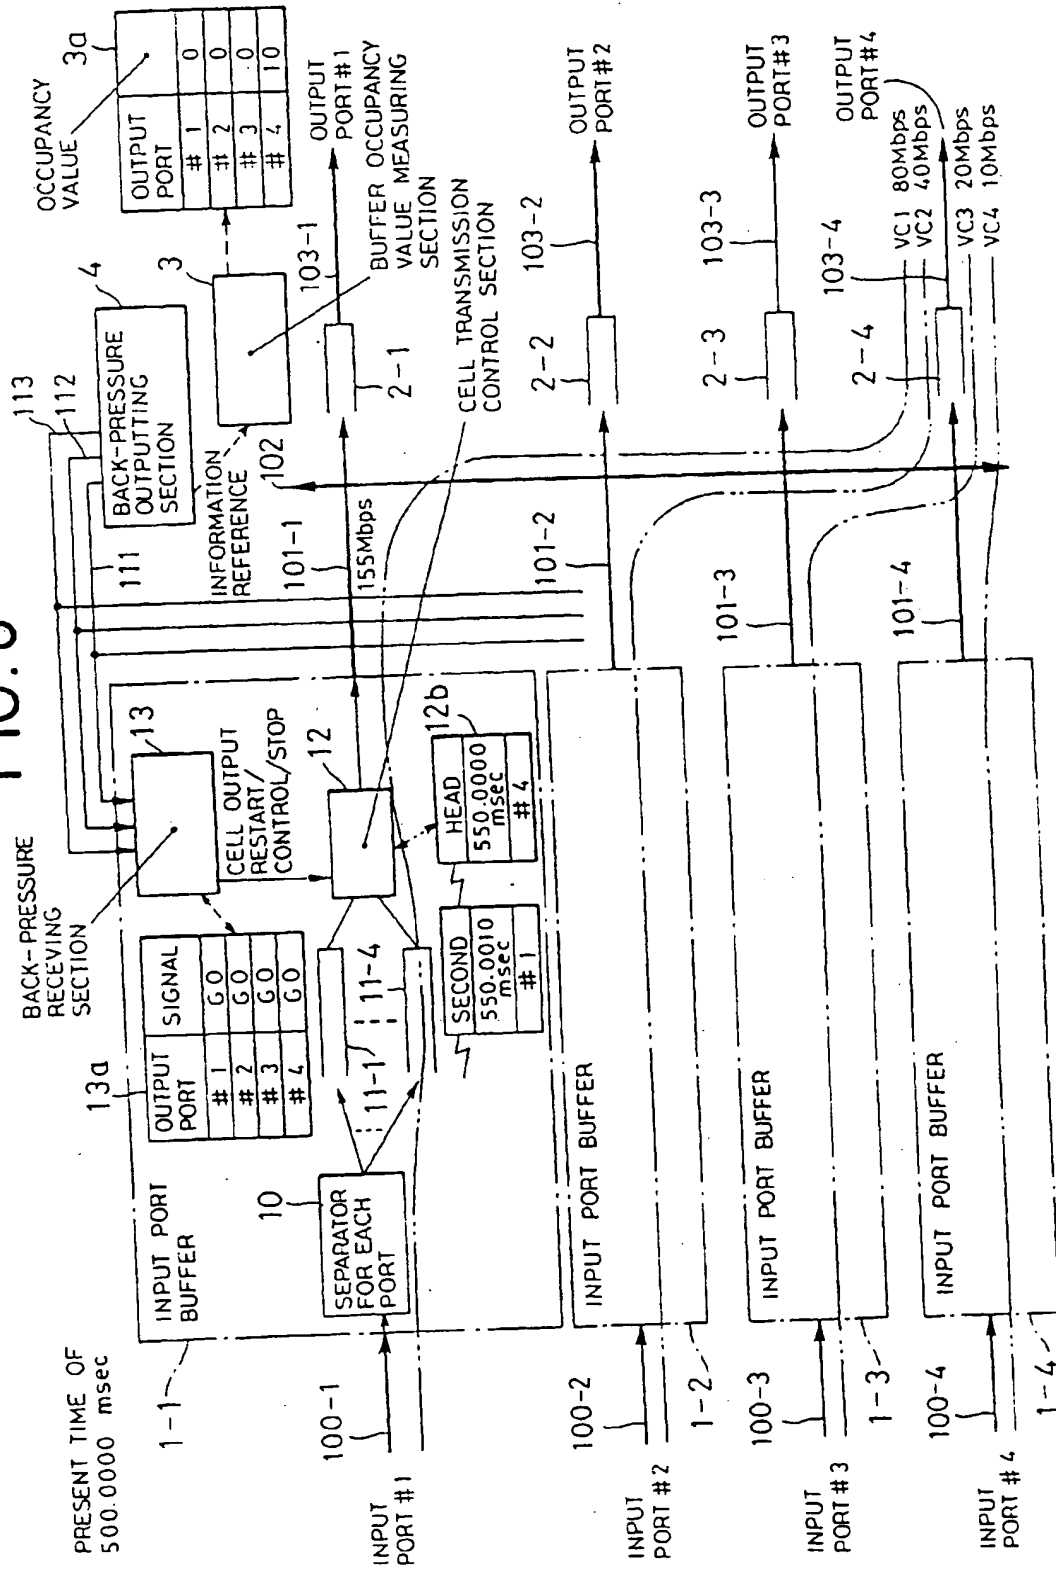 PRESENT TIME OF
500.0000 msec
BACK-PRESSURE
RECEVING
SECTION
113
112
4
BACK-PRESSURE
OUTPUTTING
SECTION
111
INFORMATION
REFERENCE
102
3
OCCUPANCY
VALUE
3a
OUTPUT
PORT
# 1 0
# 2 0
# 3 0
# 4 10
BUFFER OCCUPANCY
VALUE MEASURING
SECTION
1-1
INPUT PORT
BUFFER
13a
OUTPUT
PORT
SIGNAL
# 1 GO
# 2 GO
# 3 GO
# 4 GO
13
CELL OUTPUT
RESTART/
CONTROL/STOP
10
SEPARATOR
FOR EACH
PORT
11-1
11-4
12
SECOND
550.0010
msec
# 1
HEAD
550.0000
msec
# 4
12b
101-1
155Mbps
2-1
103-1
OUTPUT
PORT #1
CELL TRANSMISSION
CONTROL SECTION
100-1
INPUT
PORT #1
100-2
INPUT
PORT #2
1-2
INPUT PORT BUFFER
101-2
2-2
103-2
OUTPUT
PORT #2
100-3
INPUT
PORT #3
1-3
INPUT PORT BUFFER
101-3
2-3
103-3
OUTPUT
PORT #3
100-4
INPUT
PORT # 4
1-4
INPUT PORT BUFFER
101-4
2-4
103-4
OUTPUT
PORT #4
VC1 80Mbps
VC2 40Mbps
VC3 20Mbps
VC4 10Mbps